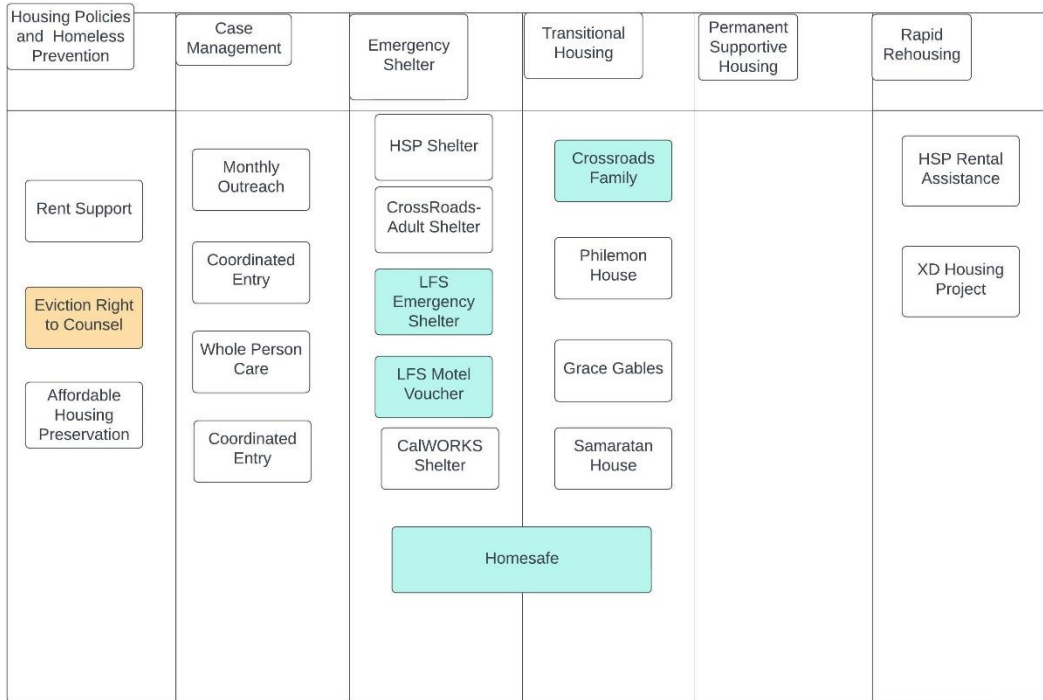 Housing Policies
and Homeless
Prevention
Case
Management
Emergency
Shelter
Transitional
Housing
Permanent
Supportive
Housing
Rapid
Rehousing
Rent Support
Eviction Right
to Counsel
Affordable
Housing
Preservation
Monthly
Outreach
Coordinated
Entry
Whole Person
Care
Coordinated
Entry
HSP Shelter
CrossRoads-
Adult Shelter
LFS
Emergency
Shelter
LFS Motel
Voucher
CalWORKS
Shelter
Homesafe
Crossroads
Family
Philemon
House
Grace Gables
Samaratan
House
HSP Rental
Assistance
XD Housing
Project